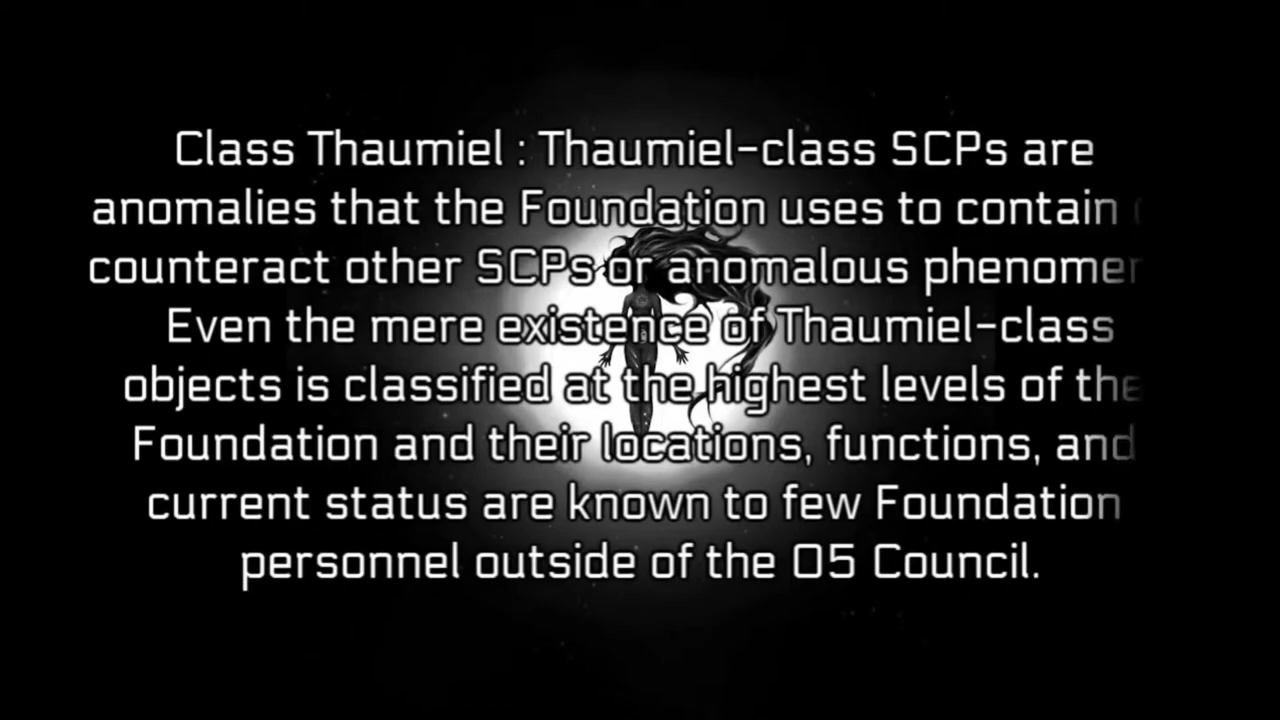 Class Thaumiel : Thaumiel-class SCPs are
anomalies that the Foundation uses to contain
counteract other SCPs or anomalous
Even the mere existence of Thaumiel-class
objects is classified at the highest levels of the
Foundation and their locations, functions, and
current status are known to few Foundation
personnel outside of the O5 Council.